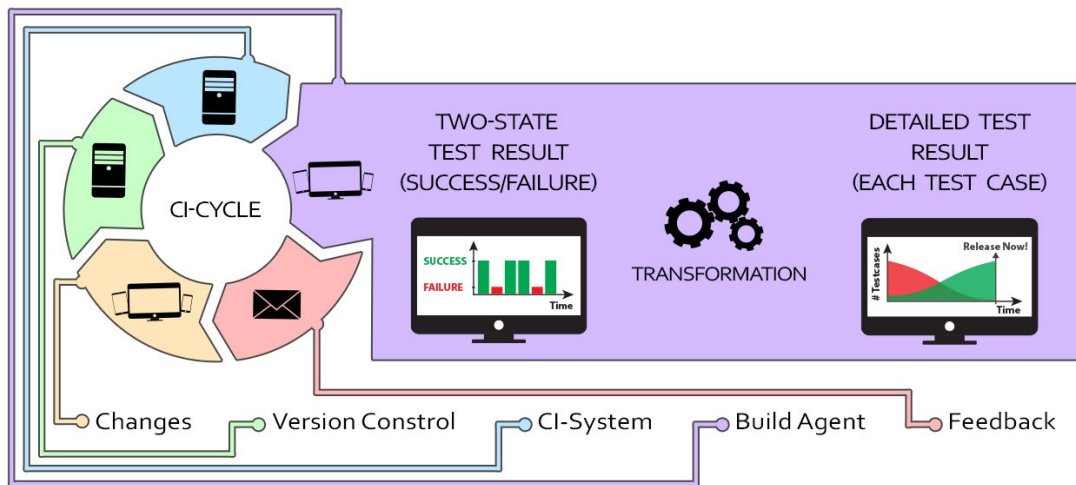 CI-CYCLE
TWO-STATE
TEST RESULT
(SUCCESS/FAILURE)
SUCCESS
FAILURE
Time
TRANSFORMATION
DETAILED TEST
RESULT
(EACH TEST CASE)
Release Now!
# Testcases
Time
Changes
Version Constrol
CI-System
Build Agent
Feedback